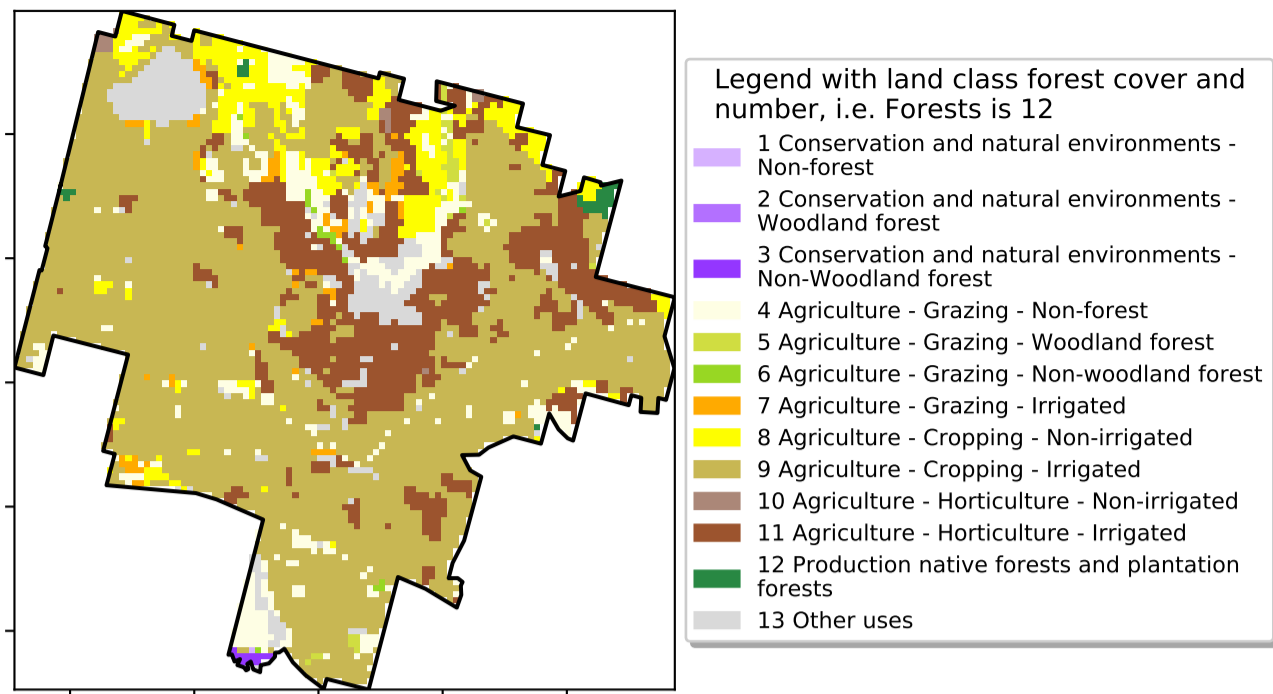 Legend with land class forest cover and
number, i.e. Forests is 12
1 Conservation and natural environments -
Non-forest
2 Conservation and natural environments -
Woodland forest
3 Conservation and natural environments -
Non-Woodland forest
4 Agriculture - Grazing - Non-forest
5 Agriculture - Grazing - Woodland forest
6 Agriculture - Grazing - Non-woodland forest
7 Agriculture - Grazing - Irrigated
8 Agriculture - Cropping - Non-irrigated
9 Agriculture - Cropping - Irrigated
10 Agriculture - Horticulture - Non-irrigated
11 Agriculture - Horticulture - Irrigated
12 Production native forests and plantation
forests
13 Other uses